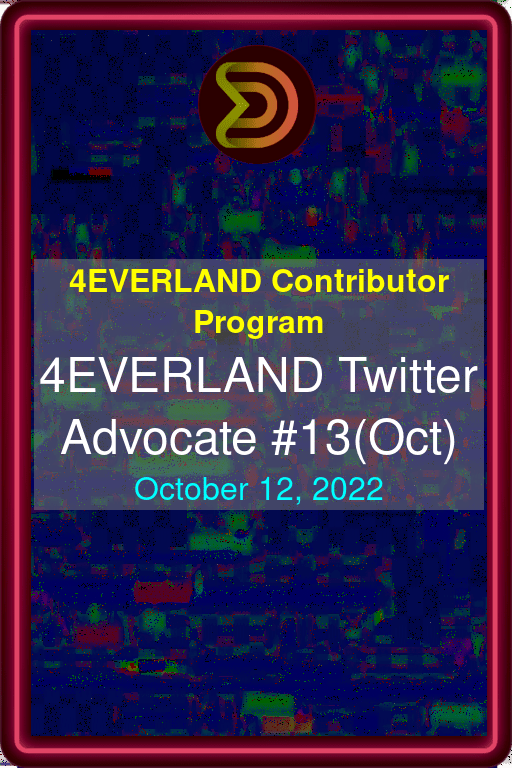 4EVERLAND Contributor
Program
4EVERLAND Twitter
Advocate #13(Oct)
October 12, 2022